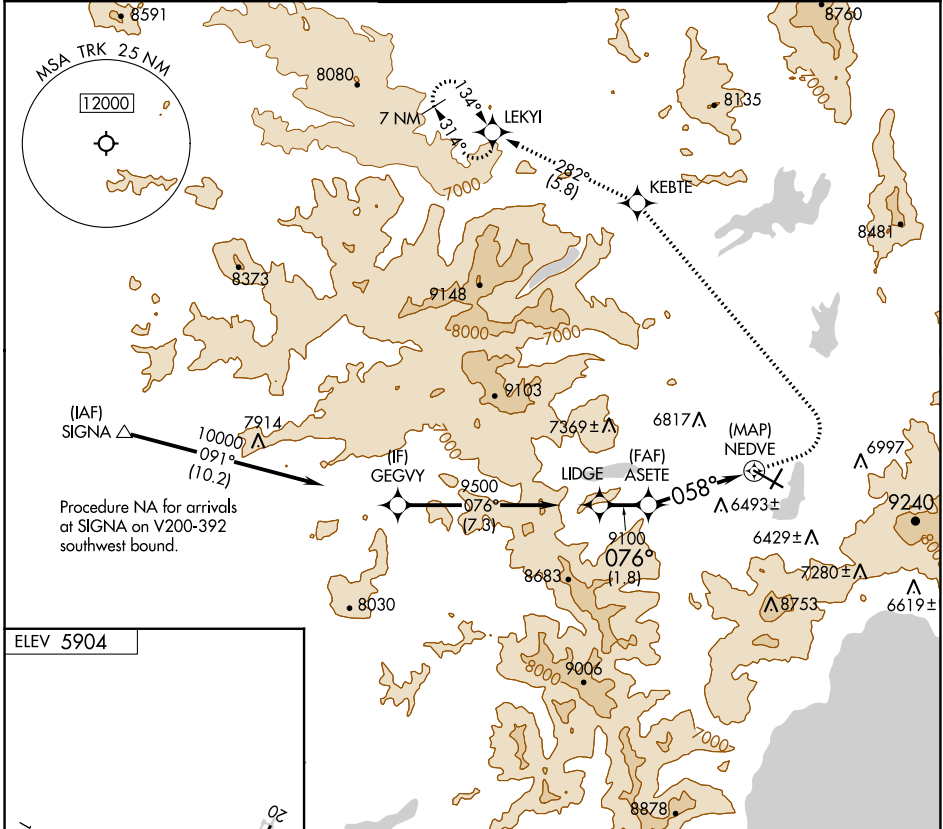 8591
8760
MSA TRK 25 NM
12000
8080
7 NM
134°
314°
LEKYI
8135
7000
282°
(5.8)
KEBTE
7000
8481
8373
9148
8000
7000
9103
(IAF)
SIGNA
7914
10000
091°
(10.2)
7369±
6817
(MAP)
NEDVE
7000
6997
(IF)
GEGVY
LIDGE
(FAF)
ASETE
9500
076°
(7.3)
058°
6493±
9240
Procedure NA for arrivals
at SIGNA on V200-392
southwest bound.
9100
076°
(1.8)
6429±
8000
8683
7280±
8030
8753
6619±
ELEV 5904
9006
8000
7000
8878
20